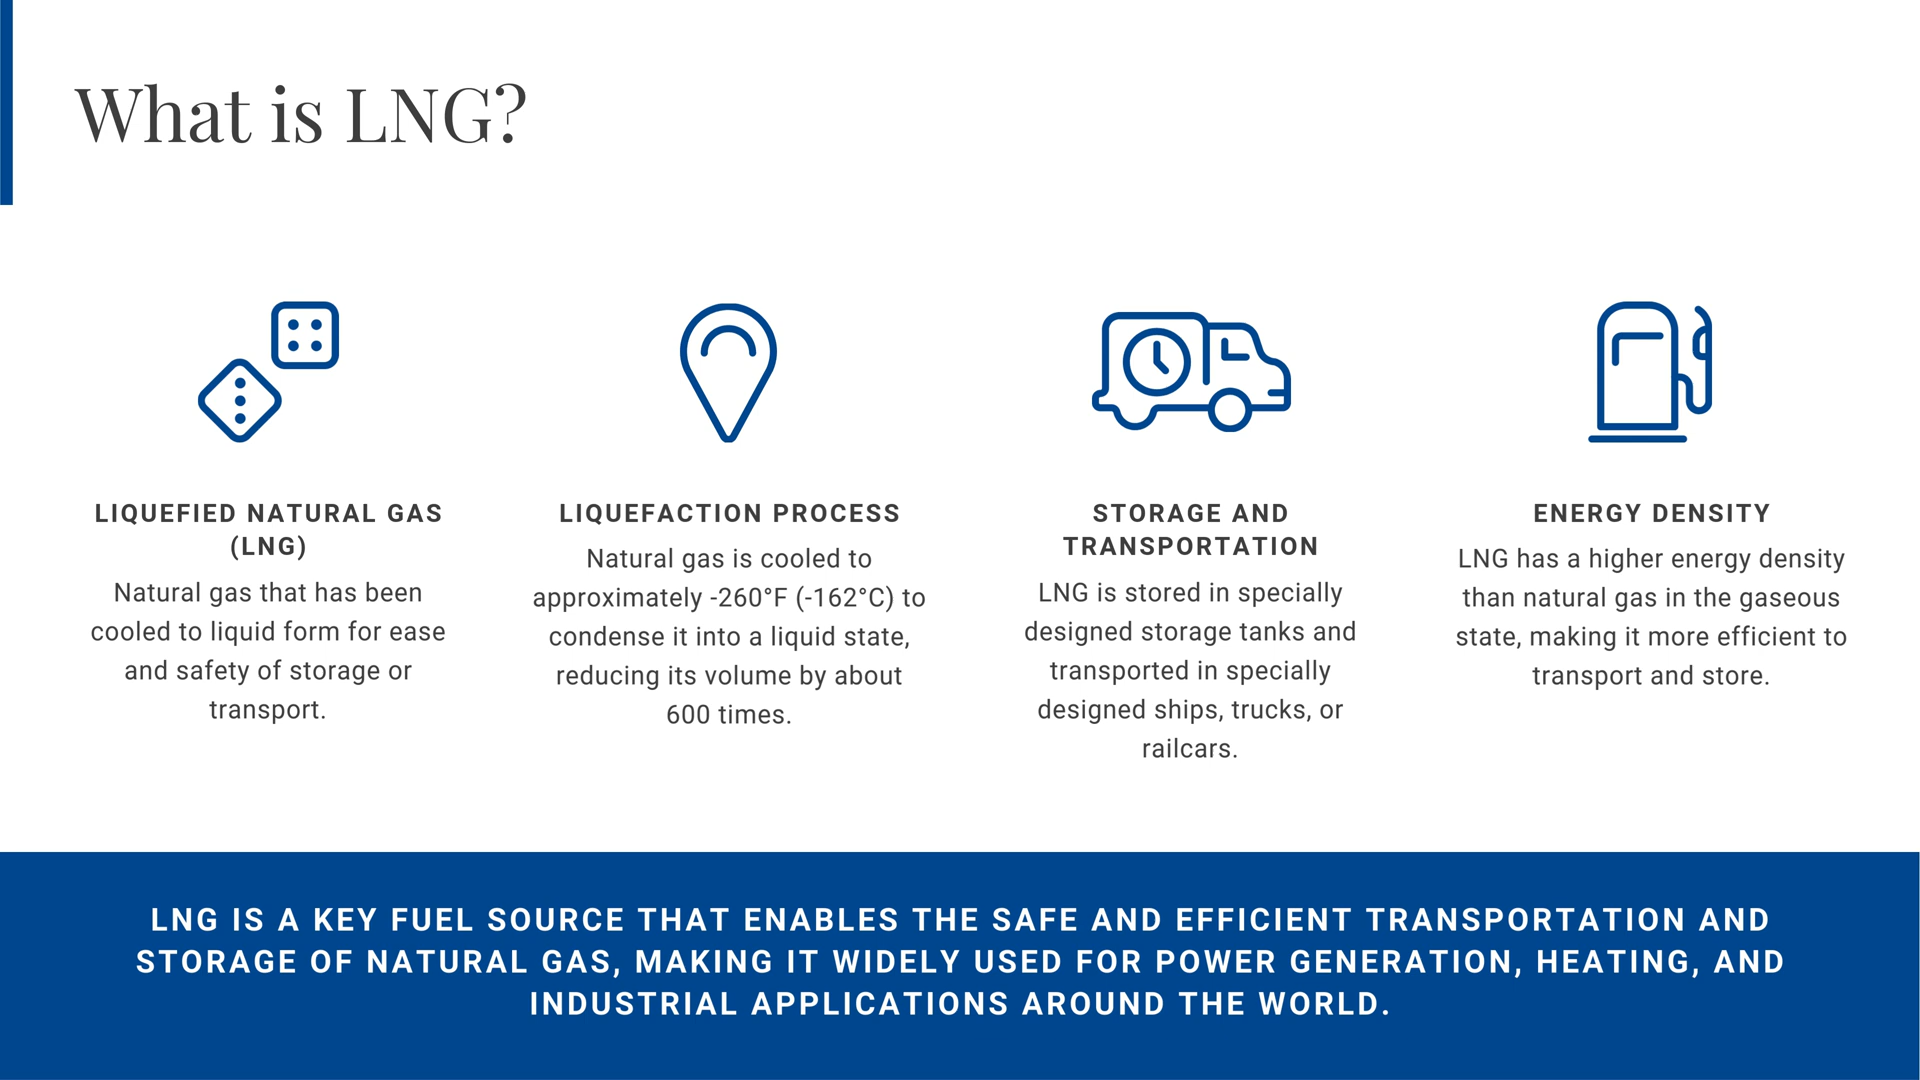 What is LNG?
LIQUEFIED NATURAL GAS
(LNG)
Natural gas that has been
cooled to liquid form for ease
and safety of storage or
transport.
LIQUEFACTION PROCESS
Natural gas is cooled to
approximately -260°F (-162°C) to
condense it into a liquid state,
reducing its volume by about
600 times.
STORAGE AND
TRANSPORTATION
LNG is stored in specially
designed storage tanks and
transported in specially
designed ships, trucks, or
railcars.
ENERGY DENSITY
LNG has a higher energy density
than natural gas in the gaseous
state, making it more efficient to
transport and store.
LNG IS A KEY FUEL SOURCE THAT ENABLES THE SAFE AND EFFICIENT TRANSPORTATION AND
STORAGE OF NATURAL GAS, MAKING IT WIDELY USED FOR POWER GENERATION, HEATING, AND
INDUSTRIAL APPLICATIONS AROUND THE WORLD.